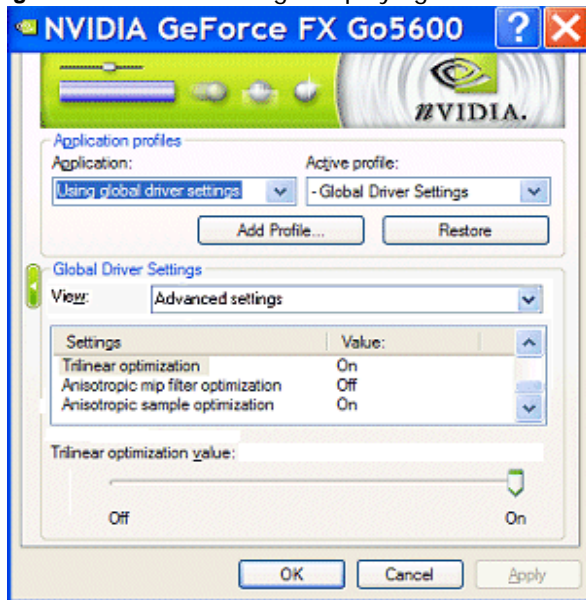 NVIDIA GeForce FX Go5600
NVIDIA.
Application profiles
Application: Active profile:
Using global driver settings - Global Driver Settings
Add Profile... Restore
Global Driver Settings
View: Advanced settings
Settings Value:
Trilinear optimization On
Anisotropic mip filter optimization Off
Anisotropic sample optimization On
Trilinear optimization value:
Off On
OK Cancel Apply